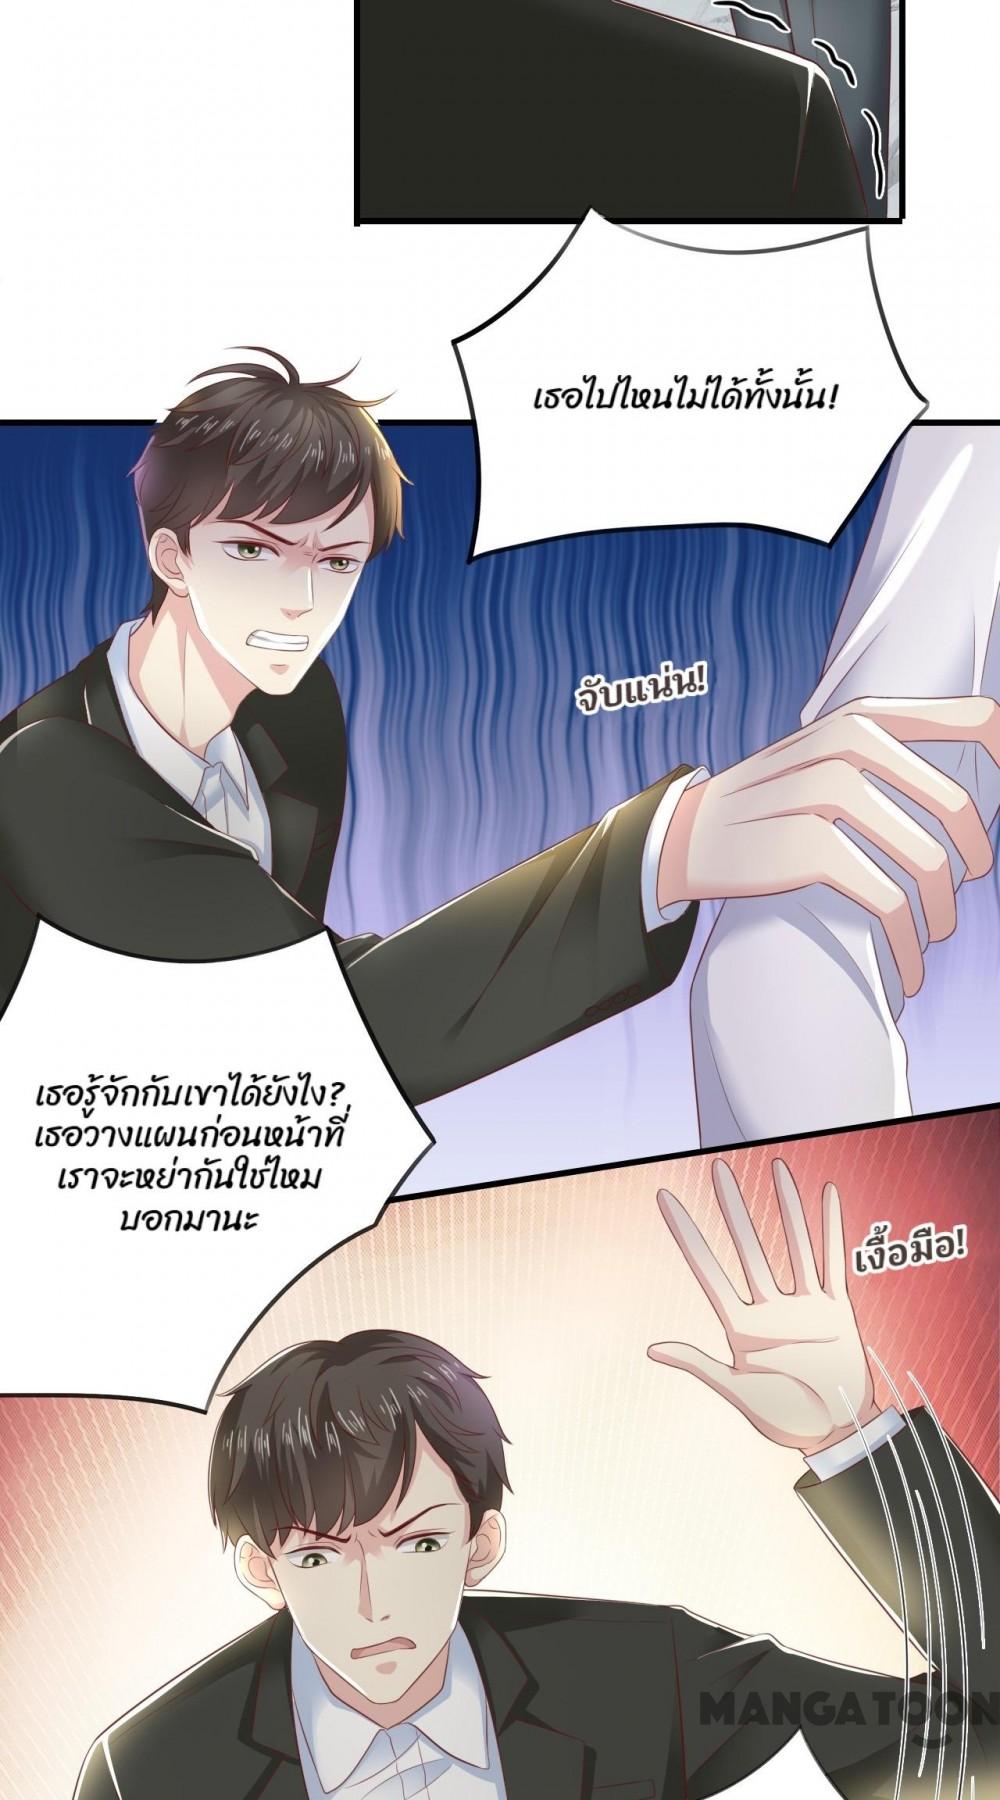 เธอไปไหนไม่ได้ทั้งนั้น!
จับแน่น!
เธอรู้จักกับเขาได้ยังไง?
เธอวางแผนก่อนหน้าที่
เราจะหย่ากันใช่ไหม
บอกมานะ
เงื้อมือ!
MANGATOON